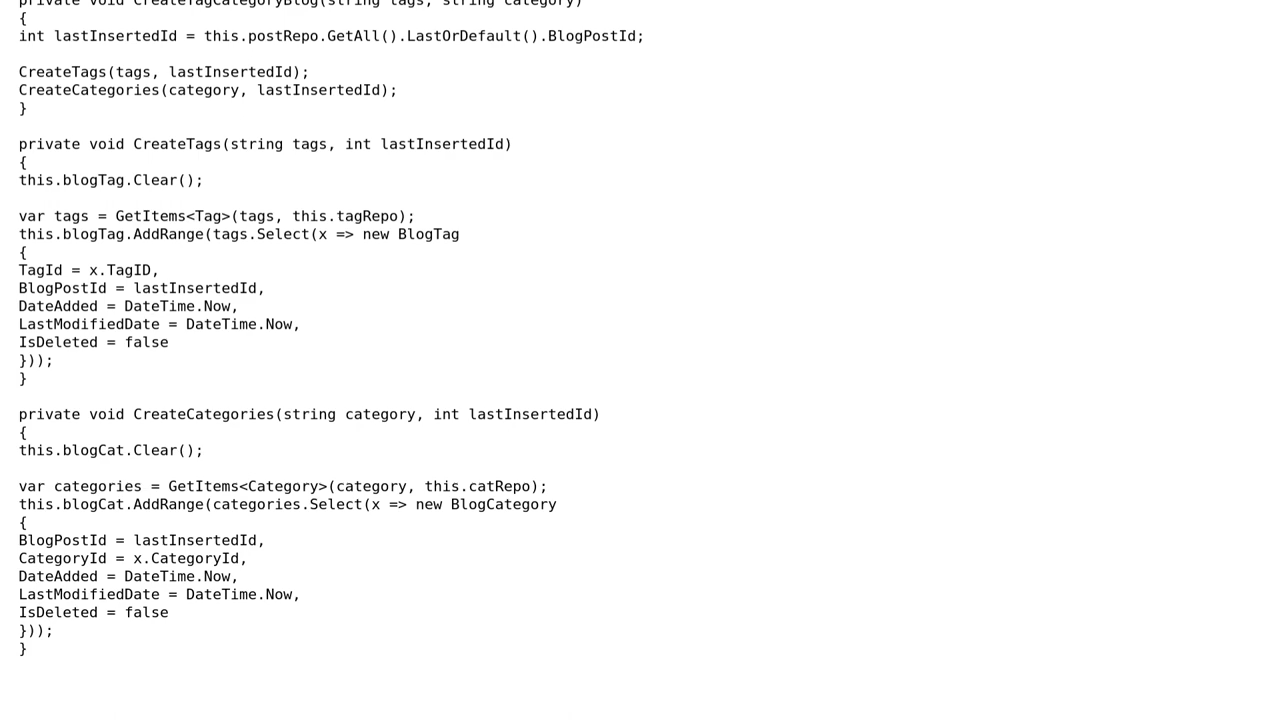 private void CreateTagCategoryBlog(string tags, string category)
{
int lastInsertedId = this.postRepo.GetAll().LastOrDefault().BlogPostId;
CreateTags(tags, lastInsertedId);
CreateCategories(category, lastInsertedId);
}
private void CreateTags(string tags, int lastInsertedId)
{
this.blogTag.Clear();
var tags = GetItems<Tag>(tags, this.tagRepo);
this.blogTag.AddRange(tags.Select(x => new BlogTag
{
TagId = x.TagID,
BlogPostId = lastInsertedId,
DateAdded = DateTime.Now,
LastModifiedDate = DateTime.Now,
IsDeleted = false
}));
}
private void CreateCategories(string category, int lastInsertedId)
{
this.blogCat.Clear();
var categories = GetItems<Category>(category, this.catRepo);
this.blogCat.AddRange(categories.Select(x => new BlogCategory
{
BlogPostId = lastInsertedId,
CategoryId = x.CategoryId,
DateAdded = DateTime.Now,
LastModifiedDate = DateTime.Now,
IsDeleted = false
}));
}